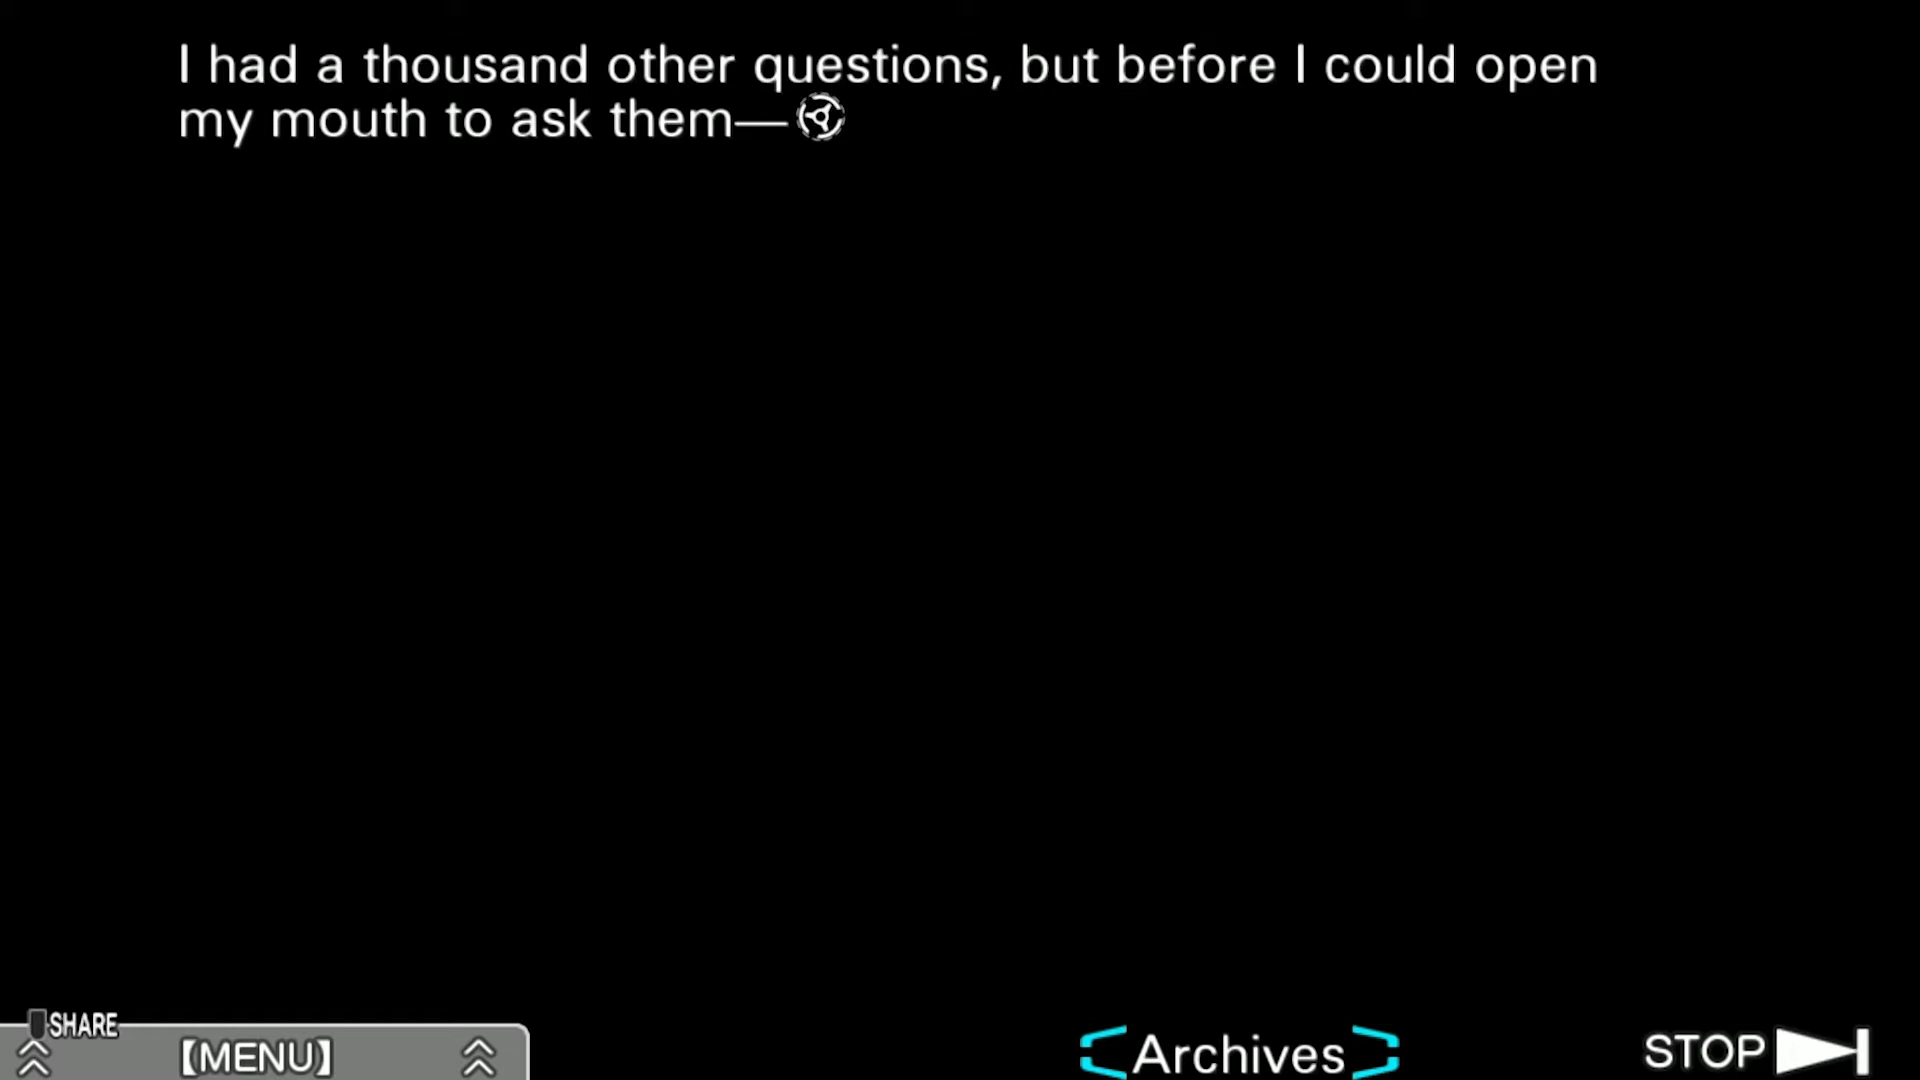 I had a thousand other questions, but before I could open
my mouth to ask them—
SHARE
【MENU】
Archives
STOP